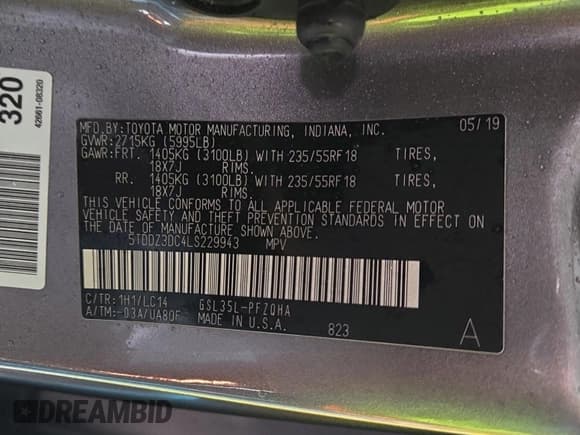 320
42661-08320
MFD.BY:TOYOTA MOTOR MANUFACTURING, INDIANA, INC. 05/19
GVWR:2715KG (5995LB)
GAWR:FRT. 1405KG (3100LB) WITH 235/55RF18 TIRES,
18X7J RIMS.
RR. 1405KG (3100LB) WITH 235/55RF18 TIRES,
18X7J RIMS.
THIS VEHICLE CONFORMS TO ALL APPLICABLE FEDERAL MOTOR
VEHICLE SAFETY AND THEFT PREVENTION STANDARDS IN EFFECT
ON THE DATE OF MANUFACTURE SHOWN ABOVE.
5TDDZ3DC4LS229943 MPV
C/TR:1H1/LC14 GSL35L-PFZQHA
A/TM:-03A/UA80F MADE IN U.S.A. 823 A
DREAMBID